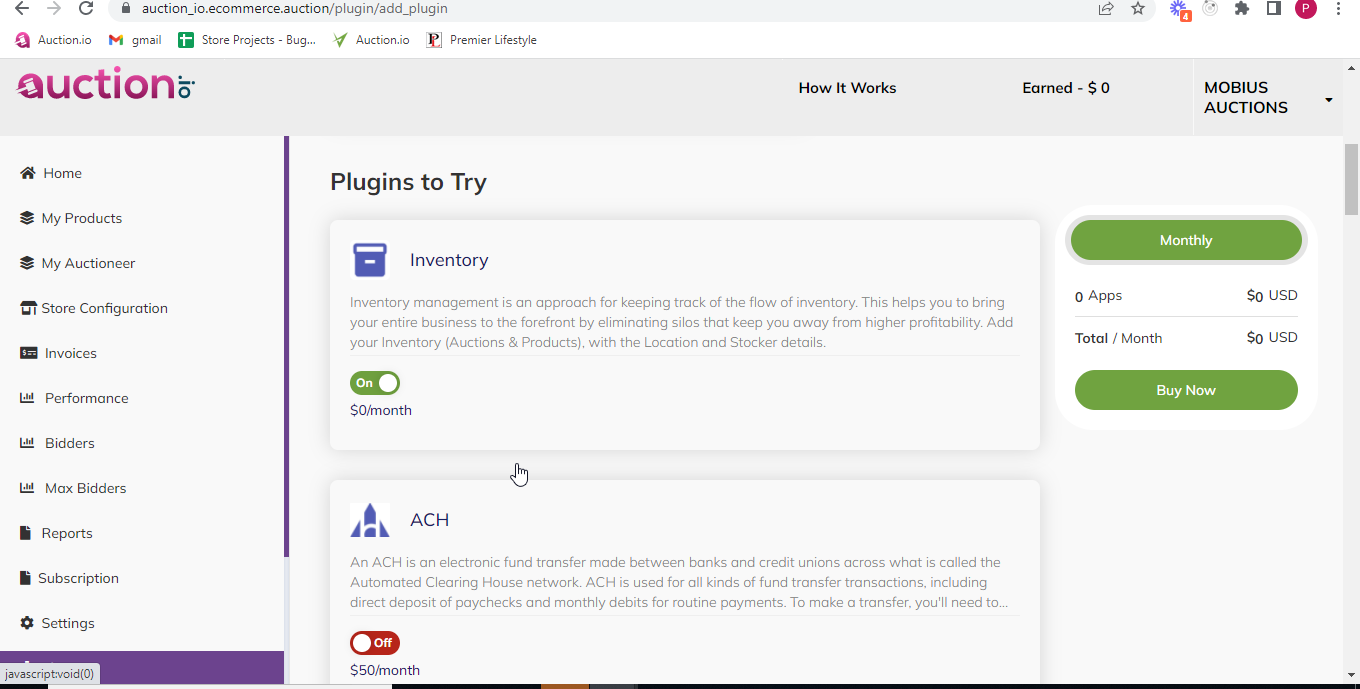 auction_io.ecommerce.auction/plugin/add_plugin
4
P
Auction.io
gmail
Store Projects - Bug...
Auction.io
Premier Lifestyle
auction.io
How It Works
Earned - $ 0
MOBIUS
AUCTIONS
Home
My Products
My Auctioneer
Store Configuration
Invoices
Performance
Bidders
Max Bidders
Reports
Subscription
Settings
javascript:void(0)
Plugins to Try
Inventory
Inventory management is an approach for keeping track of the flow of inventory. This helps you to bring
your entire business to the forefront by eliminating silos that keep you away from higher profitability. Add
your Inventory (Auctions & Products), with the Location and Stocker details.
On
$0/month
ACH
An ACH is an electronic fund transfer made between banks and credit unions across what is called the
Automated Clearing House network. ACH is used for all kinds of fund transfer transactions, including
direct deposit of paychecks and monthly debits for routine payments. To make a transfer, you'll need to...
Off
$50/month
Monthly
0 Apps $0 USD
Total / Month $0 USD
Buy Now